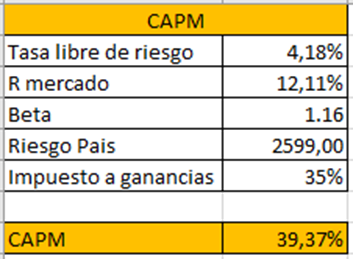 CAPM
Tasa libre de riesgo 4,18%
R mercado 12,11%
Beta 1.16
Riesgo Pais 2599,00
Impuesto a ganancias 35%
CAPM 39,37%